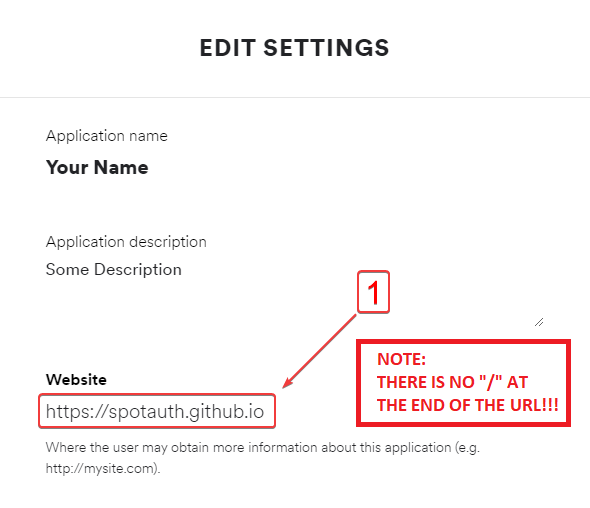 EDIT SETTINGS
Application name
Your Name
Application description
Some Description
1
Website
https://spotauth.github.io
NOTE:
THERE IS NO "/" AT
THE END OF THE URL!!!
Where the user may obtain more information about this application (e.g.
http://mysite.com).